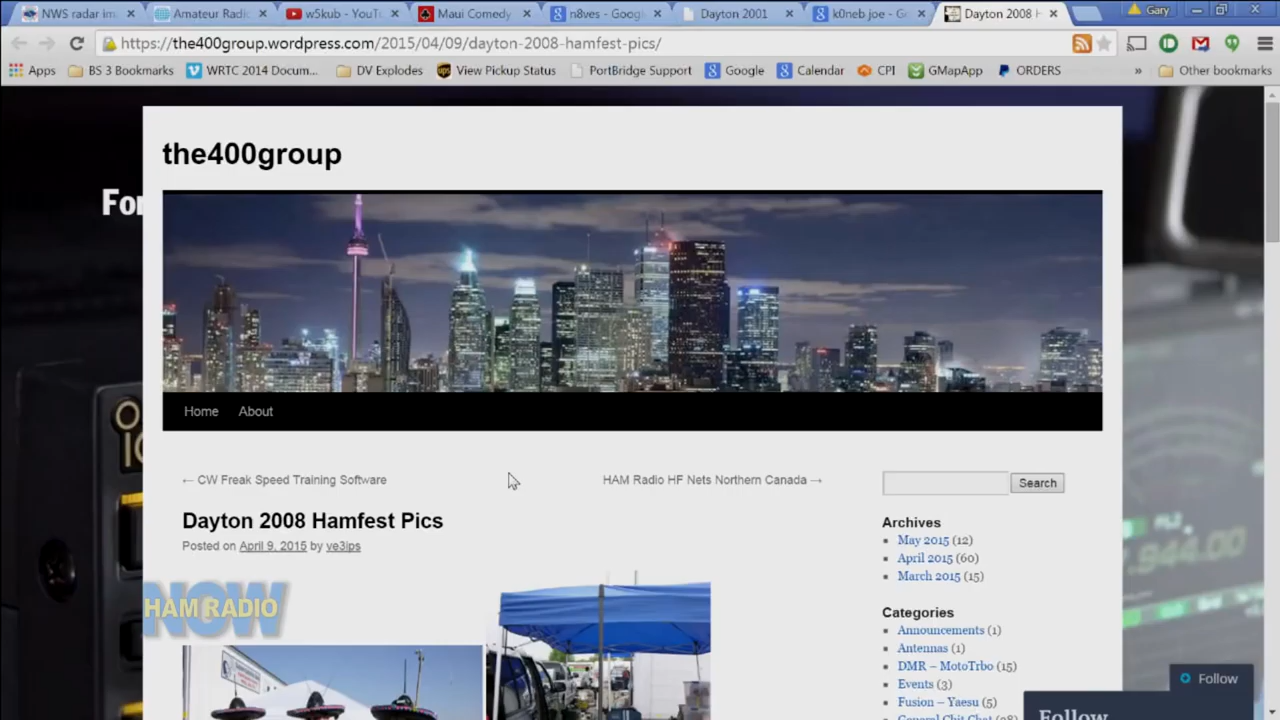 NWS radar im
Amateur Radi
w5kub - YouT
Maui Comedy
n8ves - Goog
Dayton 2001
k0neb joe - G
Dayton 2008 H
Gary
https://the400group.wordpress.com/2015/04/09/dayton-2008-hamfest-pics/
Apps
BS 3 Bookmarks
WRTC 2014 Docum...
DV Explodes
View Pickup Status
PortBridge Support
Google
Calendar
CPI
GMapApp
ORDERS
»
Other bookmarks
the400group
For
Home
About
← CW Freak Speed Training Software
HAM Radio HF Nets Northern Canada →
Search
Dayton 2008 Hamfest Pics
Posted on April 9, 2015 by ve3ips
Archives
May 2015 (12)
April 2015 (60)
March 2015 (15)
Categories
Announcements (1)
Antennas (1)
DMR – MotoTrbo (15)
Events (3)
Fusion – Yaesu (5)
HAM RADIO
NOW
Follow
Follow
7.944.00